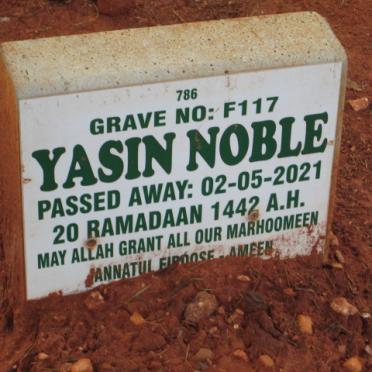 786
GRAVE NO: F117
YASIN NOBLE
PASSED AWAY: 02-05-2021
20 RAMADAAN 1442 A.H.
MAY ALLAH GRANT ALL OUR MARHOOMEEN
JANNATUL FIRDOSE - AMEEN